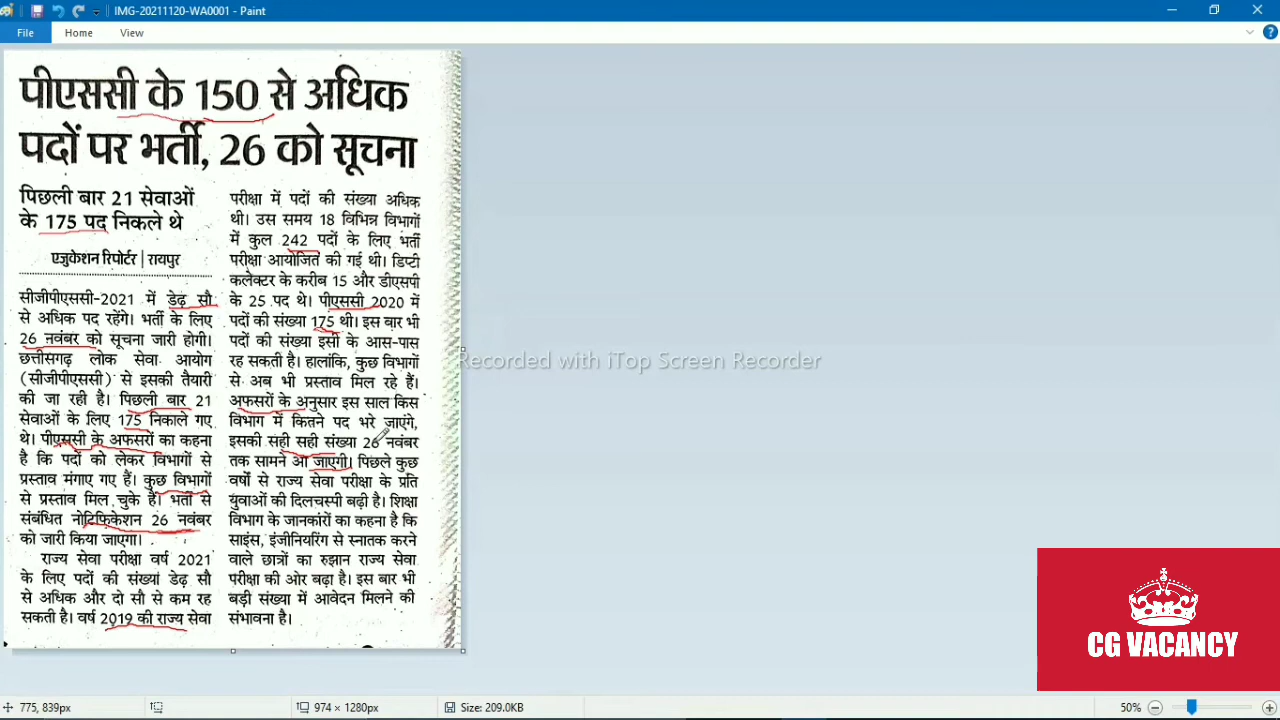 IMG-20211120-WA0001 - Paint
File Home View
पीएससी के 150 से अधिक
पदों पर भर्ती, 26 को सूचना
पिछली बार 21 सेवाओं
के 175 पद निकले थे
एजुकेशन रिपोर्टर | रायपुर
सीजीपीएससी-2021 में डेढ़ सौ
से अधिक पद रहेंगे। भर्ती के लिए
26 नवंबर को सूचना जारी होगी।
छत्तीसगढ़ लोक सेवा आयोग
(सीजीपीएससी) से इसकी तैयारी
की जा रही है। पिछली बार 21
सेवाओं के लिए 175 निकाले गए
थे। पीएससी के अफसरों का कहना
है कि पदों को लेकर विभागों से
प्रस्ताव मंगाए गए हैं। कुछ विभागों
से प्रस्ताव मिल चुके हैं। भर्ती से
संबंधित नोटिफिकेशन 26 नवंबर
को जारी किया जाएगा।
राज्य सेवा परीक्षा वर्ष 2021
के लिए पदों की संख्या डेढ़ सौ
से अधिक और दो सौ से कम रह
सकती है। वर्ष 2019 की राज्य सेवा
परीक्षा में पदों की संख्या अधिक
थी। उस समय 18 विभिन्न विभागों
में कुल 242 पदों के लिए भर्ती
परीक्षा आयोजित की गई थी। डिप्टी
कलेक्टर के करीब 15 और डीएसपी
के 25 पद थे। पीएससी 2020 में
पदों की संख्या 175 थी। इस बार भी
पदों की संख्या इसी के आस-पास
रह सकती है। हालांकि, कुछ विभागों
से अब भी प्रस्ताव मिल रहे हैं।
अफसरों के अनुसार इस साल किस
विभाग में कितने पद भरे जाएंगे,
इसकी सही सही संख्या 26 नवंबर
तक सामने आ जाएगी। पिछले कुछ
वर्षों से राज्य सेवा परीक्षा के प्रति
युवाओं की दिलचस्पी बढ़ी है। शिक्षा
विभाग के जानकारों का कहना है कि
साइंस, इंजीनियरिंग से स्नातक करने
वाले छात्रों का रुझान राज्य सेवा
परीक्षा की ओर बढ़ा है। इस बार भी
बड़ी संख्या में आवेदन मिलने की
संभावना है।
Recorded with iTop Screen Recorder
CG VACANCY
775, 839px 974 × 1280px Size: 209.0KB 50%